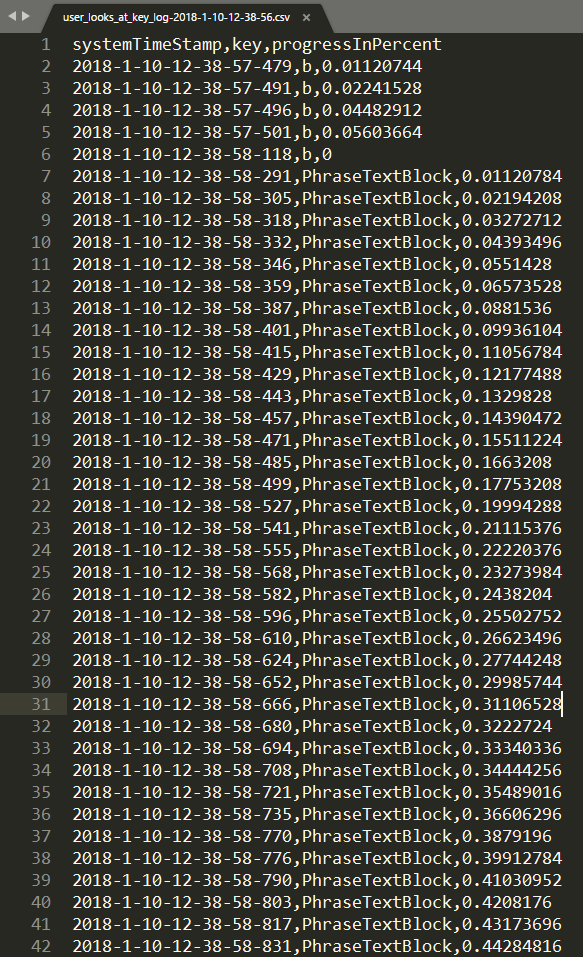 user_looks_at_key_log-2018-1-10-12-38-56.csv ×
1 systemTimeStamp,key,progressInPercent
2 2018-1-10-12-38-57-479,b,0.01120744
3 2018-1-10-12-38-57-491,b,0.02241528
4 2018-1-10-12-38-57-496,b,0.04482912
5 2018-1-10-12-38-57-501,b,0.05603664
6 2018-1-10-12-38-58-118,b,0
7 2018-1-10-12-38-58-291,PhraseTextBlock,0.01120784
8 2018-1-10-12-38-58-305,PhraseTextBlock,0.02194208
9 2018-1-10-12-38-58-318,PhraseTextBlock,0.03272712
10 2018-1-10-12-38-58-332,PhraseTextBlock,0.04393496
11 2018-1-10-12-38-58-346,PhraseTextBlock,0.0551428
12 2018-1-10-12-38-58-359,PhraseTextBlock,0.06573528
13 2018-1-10-12-38-58-387,PhraseTextBlock,0.0881536
14 2018-1-10-12-38-58-401,PhraseTextBlock,0.09936104
15 2018-1-10-12-38-58-415,PhraseTextBlock,0.11056784
16 2018-1-10-12-38-58-429,PhraseTextBlock,0.12177488
17 2018-1-10-12-38-58-443,PhraseTextBlock,0.1329828
18 2018-1-10-12-38-58-457,PhraseTextBlock,0.14390472
19 2018-1-10-12-38-58-471,PhraseTextBlock,0.15511224
20 2018-1-10-12-38-58-485,PhraseTextBlock,0.1663208
21 2018-1-10-12-38-58-499,PhraseTextBlock,0.17753208
22 2018-1-10-12-38-58-527,PhraseTextBlock,0.19994288
23 2018-1-10-12-38-58-541,PhraseTextBlock,0.21115376
24 2018-1-10-12-38-58-555,PhraseTextBlock,0.22220376
25 2018-1-10-12-38-58-568,PhraseTextBlock,0.23273984
26 2018-1-10-12-38-58-582,PhraseTextBlock,0.2438204
27 2018-1-10-12-38-58-596,PhraseTextBlock,0.25502752
28 2018-1-10-12-38-58-610,PhraseTextBlock,0.26623496
29 2018-1-10-12-38-58-624,PhraseTextBlock,0.27744248
30 2018-1-10-12-38-58-652,PhraseTextBlock,0.29985744
31 2018-1-10-12-38-58-666,PhraseTextBlock,0.31106528
32 2018-1-10-12-38-58-680,PhraseTextBlock,0.3222724
33 2018-1-10-12-38-58-694,PhraseTextBlock,0.33340336
34 2018-1-10-12-38-58-708,PhraseTextBlock,0.34444256
35 2018-1-10-12-38-58-721,PhraseTextBlock,0.35489016
36 2018-1-10-12-38-58-735,PhraseTextBlock,0.36606296
37 2018-1-10-12-38-58-770,PhraseTextBlock,0.3879196
38 2018-1-10-12-38-58-776,PhraseTextBlock,0.39912784
39 2018-1-10-12-38-58-790,PhraseTextBlock,0.41030952
40 2018-1-10-12-38-58-803,PhraseTextBlock,0.4208176
41 2018-1-10-12-38-58-817,PhraseTextBlock,0.43173696
42 2018-1-10-12-38-58-831,PhraseTextBlock,0.44284816